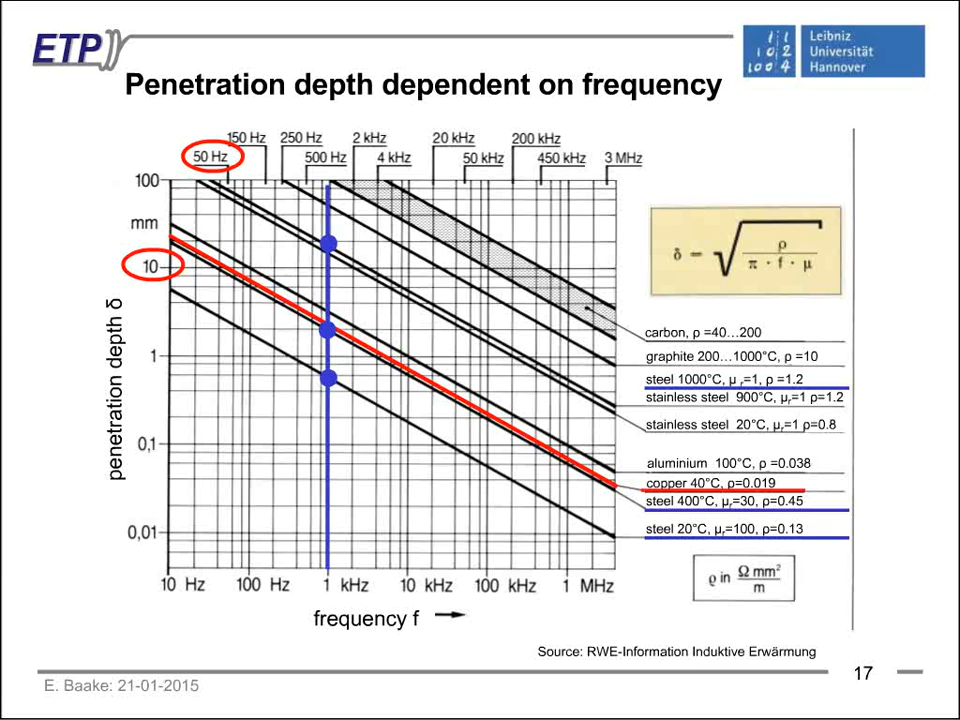 ETP
Leibniz
Universität
Hannover
Penetration depth dependent on frequency
150 Hz 250 Hz 2 kHz 20 kHz 200 kHz
50 Hz 500 Hz 4 kHz 50 kHz 450 kHz 3 MHz
100
mm
10
1
0,1
0,01
penetration depth δ
10 Hz 100 Hz 1 kHz 10 kHz 100 kHz 1 MHz
frequency f
δ = √ ρ / π · f · μ
carbon, ρ =40…200
graphite 200…1000°C, ρ =10
steel 1000°C, μ r=1, ρ =1.2
stainless steel 900°C, μr=1 ρ=1.2
stainless steel 20°C, μr=1 ρ=0.8
aluminium 100°C, ρ =0.038
copper 40°C, ρ=0.019
steel 400°C, μr=30, ρ=0.45
steel 20°C, μr=100, ρ=0.13
ϱ in Ω mm² / m
Source: RWE-Information Induktive Erwärmung
17
E. Baake: 21-01-2015